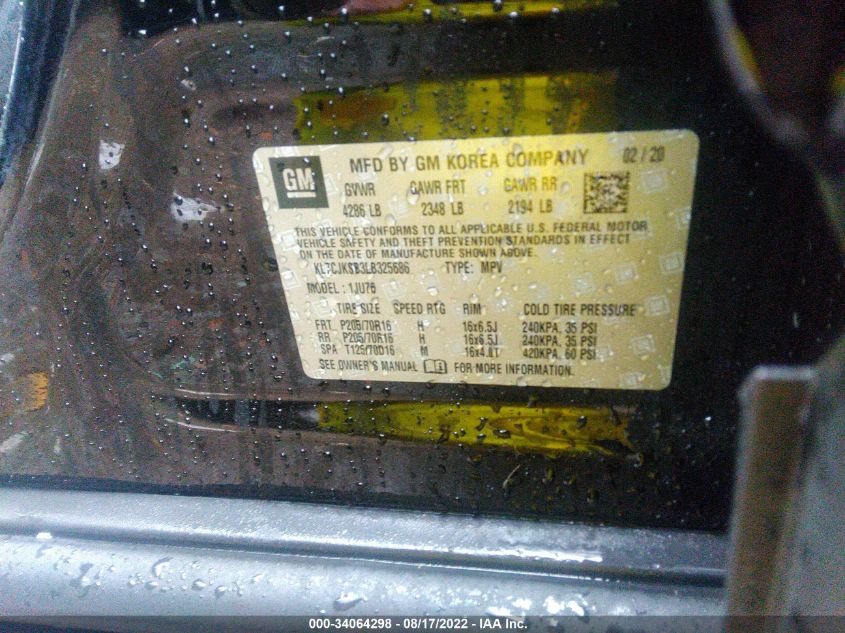 GM
MFD BY GM KOREA COMPANY 02 / 20
GVWR GAWR FRT GAWR RR
4286 LB 2348 LB 2194 LB
THIS VEHICLE CONFORMS TO ALL APPLICABLE U.S. FEDERAL MOTOR
VEHICLE SAFETY AND THEFT PREVENTION STANDARDS IN EFFECT
ON THE DATE OF MANUFACTURE SHOWN ABOVE.
KL7CJKSB3LB325686 TYPE: MPV
MODEL: 1JU76
TIRE SIZE SPEED RTG RIM COLD TIRE PRESSURE
FRT P205/70R16 H 16x6.5J 240KPA, 35 PSI
RR P205/70R16 H 16x6.5J 240KPA, 35 PSI
SPA T125/70D16 M 16x4.0T 420KPA, 60 PSI
SEE OWNER'S MANUAL FOR MORE INFORMATION.
000-34064298 - 08/17/2022 - IAA Inc.